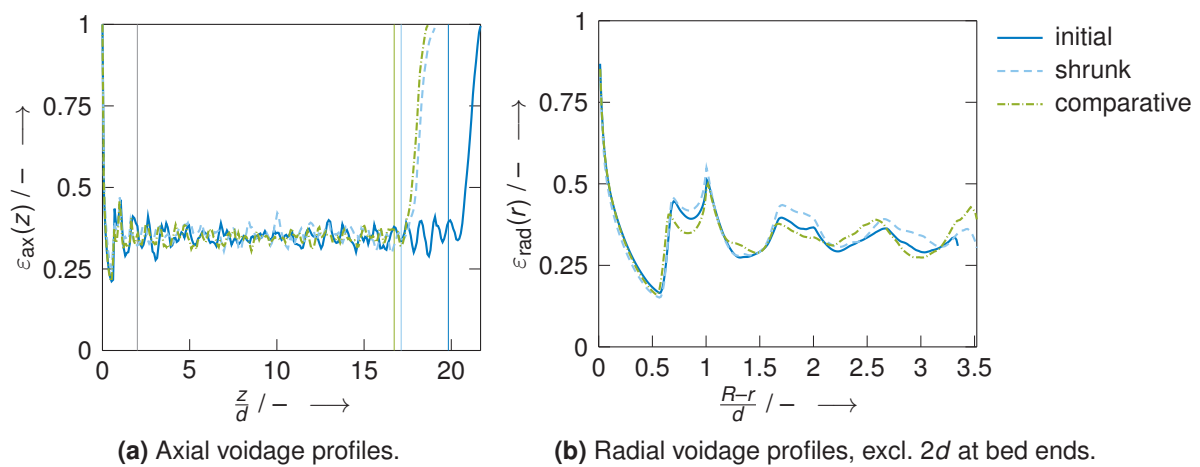 1
0.75
0.5
0.25
0
εax(z) / – ⟶
0 5 10 15 20
z/d / – ⟶
(a) Axial voidage profiles.
1
0.75
0.5
0.25
0
εrad(r) / – ⟶
0 0.5 1 1.5 2 2.5 3 3.5
R–r/d / – ⟶
(b) Radial voidage profiles, excl. 2d at bed ends.
initial
shrunk
comparative